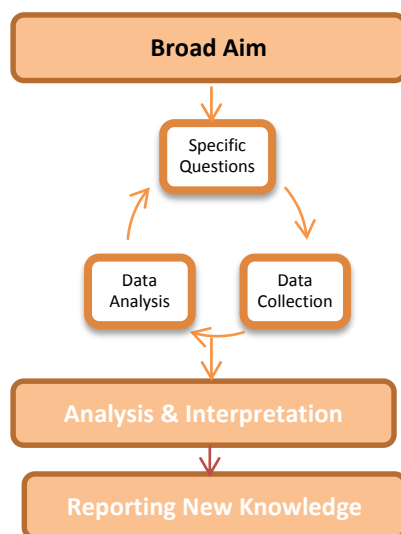 Broad Aim
Specific
Questions
Data
Analysis
Data
Collection
Analysis & Interpretation
Reporting New Knowledge